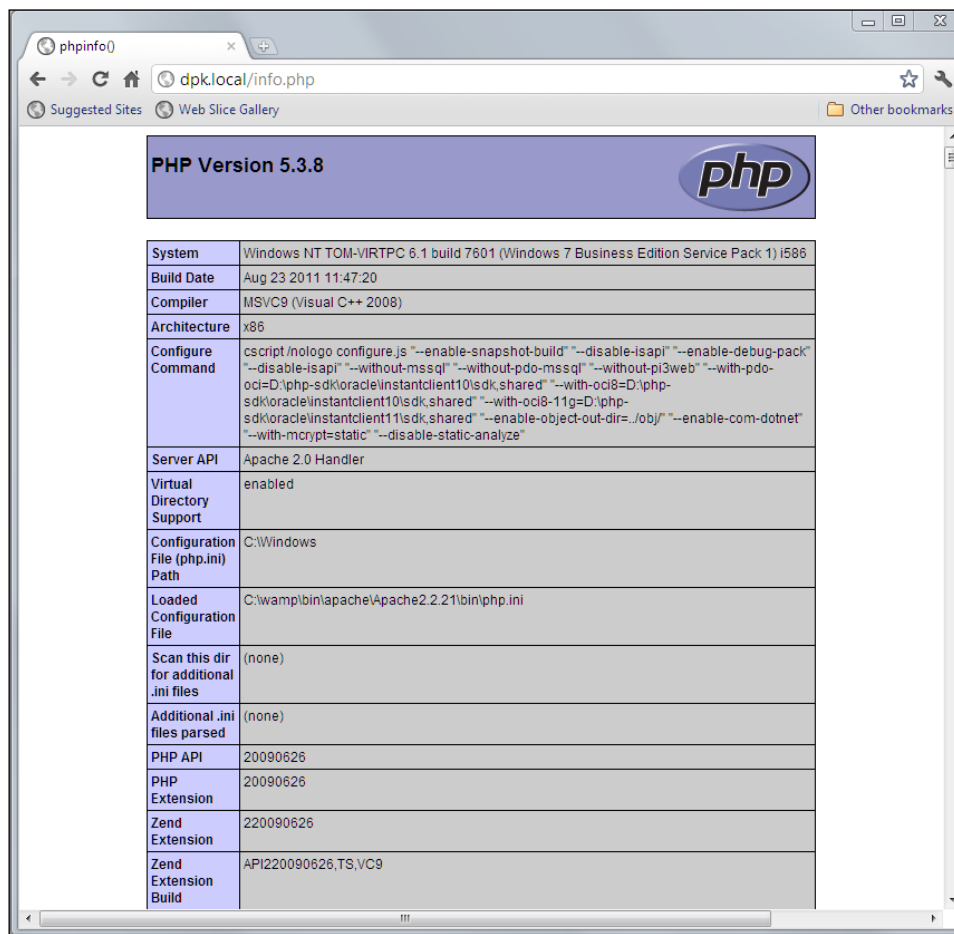 phpinfo()
dpk.local/info.php
Suggested Sites Web Slice Gallery Other bookmarks
PHP Version 5.3.8
php
System Windows NT TOM-VIRTPC 6.1 build 7601 (Windows 7 Business Edition Service Pack 1) i586
Build Date Aug 23 2011 11:47:20
Compiler MSVC9 (Visual C++ 2008)
Architecture x86
Configure Command
cscript /nologo configure.js "--enable-snapshot-build" "--disable-isapi" "--enable-debug-pack"
"--disable-isapi" "--without-mssql" "--without-pdo-mssql" "--without-pi3web" "--with-pdo-
oci=D:\php-sdk\oracle\instantclient10\sdk,shared" "--with-oci8=D:\php-
sdk\oracle\instantclient10\sdk,shared" "--with-oci8-11g=D:\php-
sdk\oracle\instantclient11\sdk,shared" "--enable-object-out-dir=../obj/" "--enable-com-dotnet"
"--with-mcrypt=static" "--disable-static-analyze"
Server API Apache 2.0 Handler
Virtual
Directory
Support
enabled
Configuration
File (php.ini)
Path
C:\Windows
Loaded
Configuration
File
C:\wamp\bin\apache\Apache2.2.21\bin\php.ini
Scan this dir
for additional
.ini files
(none)
Additional .ini
files parsed
(none)
PHP API 20090626
PHP
Extension
20090626
Zend
Extension
220090626
Zend
Extension
Build
API220090626,TS,VC9